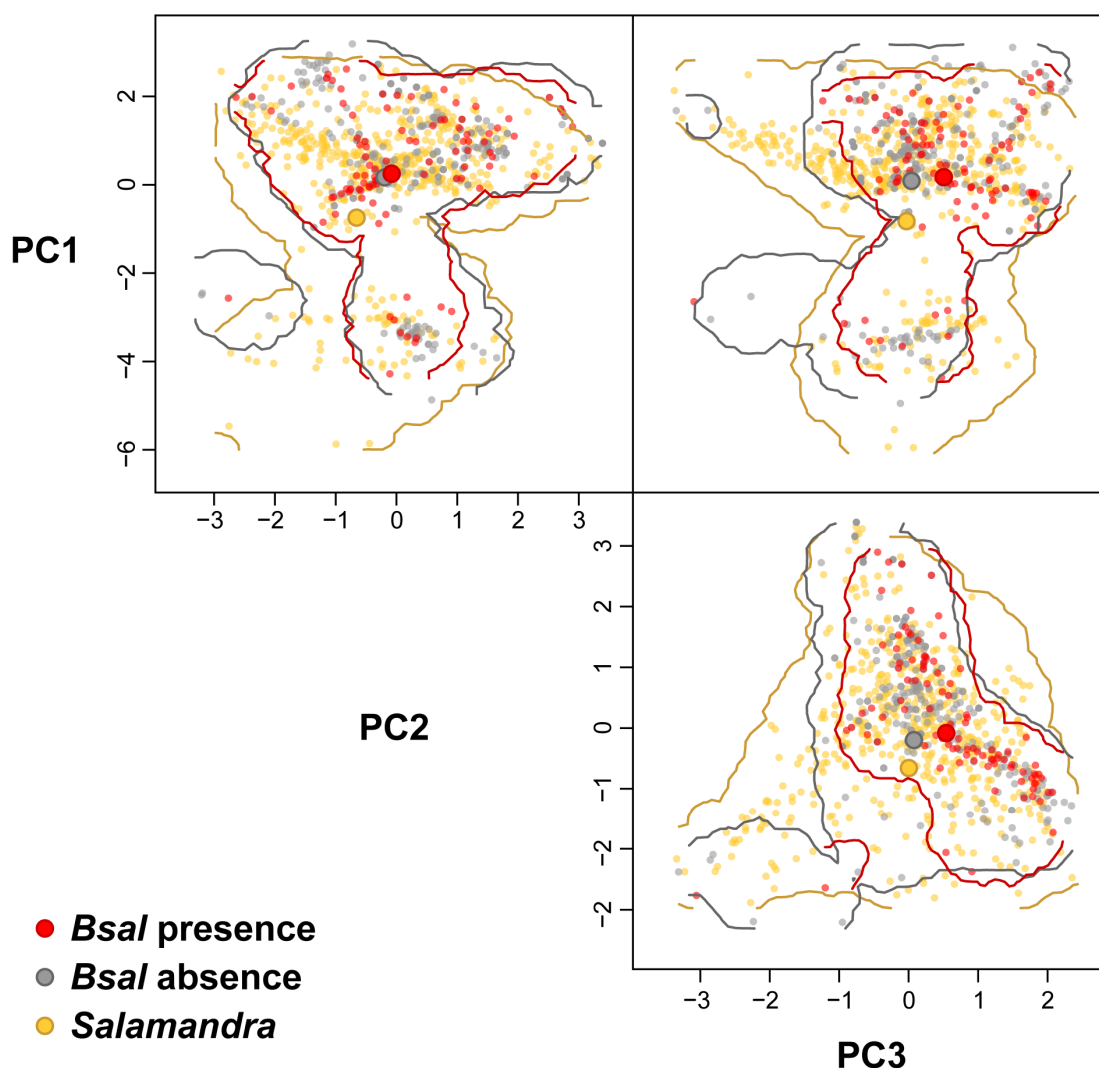 2
0
PC1
−2
−4
−6
−3 −2 −1 0 1 2 3
3
2
1
PC2
0
−1
−2
−2
Bsal presence
Bsal absence
Salamandra
−3 −2 −1 0 1 2
PC3